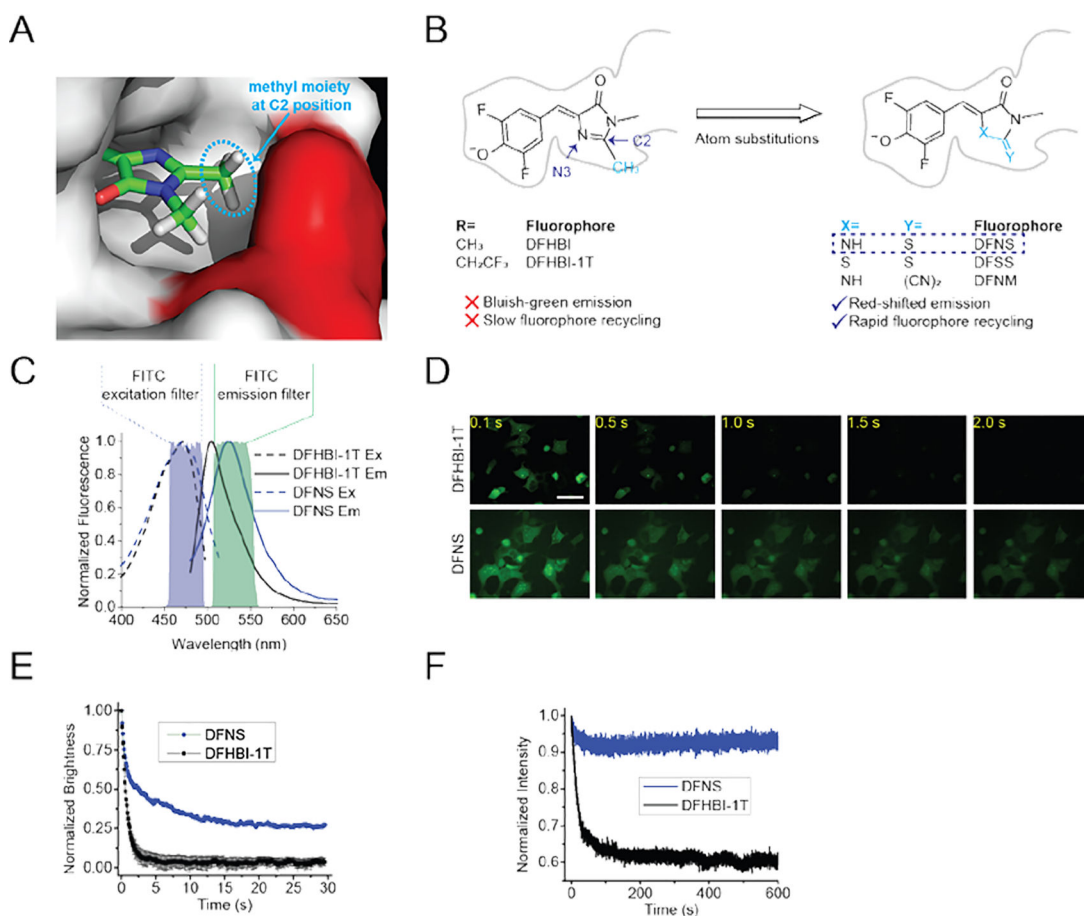 A
methyl moiety
at C2 position
B
F
O
N
N
O⁻
F
N3
CH₃
C2
Atom substitutions
F
O
N
X
O⁻
F
Y
R= Fluorophore
CH₃ DFHBI
CH₂CF₃ DFHBI-1T
Bluish-green emission
Slow fluorophore recycling
X= Y= Fluorophore
NH S DFNS
S S DFSS
NH (CN)₂ DFNM
Red-shifted emission
Rapid fluorophore recycling
C
FITC
excitation filter
FITC
emission filter
Normalized Fluorescence
1.0
0.8
0.6
0.4
0.2
0.0
400 450 500 550 600 650
Wavelength (nm)
DFHBI-1T Ex
DFHBI-1T Em
DFNS Ex
DFNS Em
D
DFHBI-1T
DFNS
0.1 s 0.5 s 1.0 s 1.5 s 2.0 s
E
Normalized Brightness
1.00
0.75
0.50
0.25
0.00
0 5 10 15 20 25 30
Time (s)
DFNS
DFHBI-1T
F
Normalized Intensity
1.0
0.9
0.8
0.7
0.6
0 200 400 600
Time (s)
DFNS
DFHBI-1T